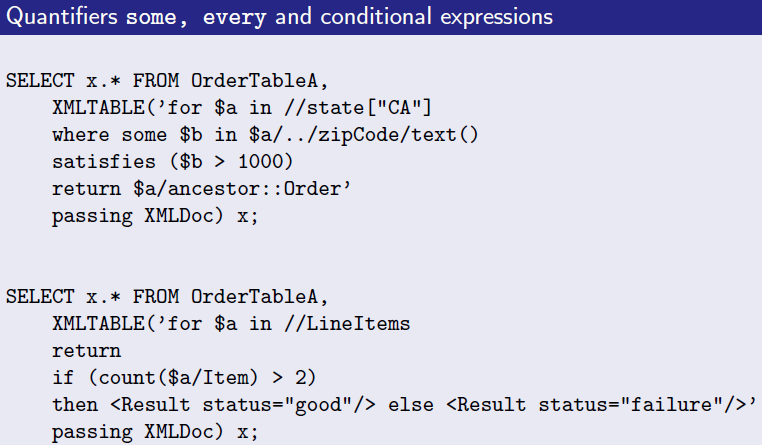 Quantifiers some, every and conditional expressions
SELECT x.* FROM OrderTableA,
XMLTABLE(’for $a in //state["CA"]
where some $b in $a/../zipCode/text()
satisfies ($b > 1000)
return $a/ancestor::Order’
passing XMLDoc) x;
SELECT x.* FROM OrderTableA,
XMLTABLE(’for $a in //LineItems
return
if (count($a/Item) > 2)
then <Result status="good"/> else <Result status="failure"/>’
passing XMLDoc) x;